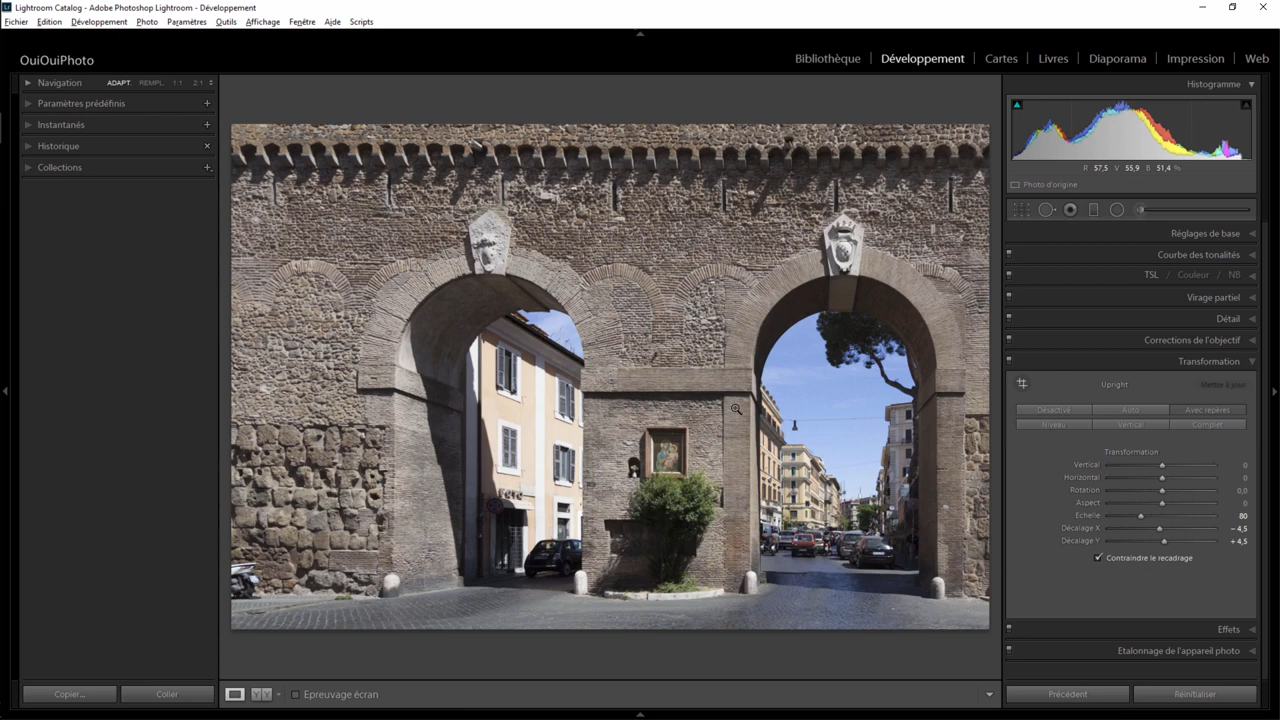 Lightroom Catalog - Adobe Photoshop Lightroom - Développement
Fichier Edition Développement Photo Paramètres Outils Affichage Fenêtre Aide Scripts
OuiOuiPhoto
Bibliothèque | Développement | Cartes | Livres | Diaporama | Impression | Web
Navigation ADAPT. REMPL. 1:1 2:1
Paramètres prédéfinis
Instantanés
Historique
Collections
Copier... Coller
Epreuvage écran
Histogramme
R 57,5 V 55,9 B 51,4 %
Photo d'origine
Réglages de base
Courbe des tonalités
TSL / Couleur / NB
Virage partiel
Détail
Corrections de l'objectif
Transformation
Upright Mettre à jour
Désactivé Auto Avec repères
Niveau Vertical Complet
Transformation
Vertical 0
Horizontal 0
Rotation 0,0
Aspect 0
Echelle 80
Décalage X - 4,5
Décalage Y + 4,5
Contraindre le recadrage
Effets
Etalonnage de l'appareil photo
Précédent Réinitialiser